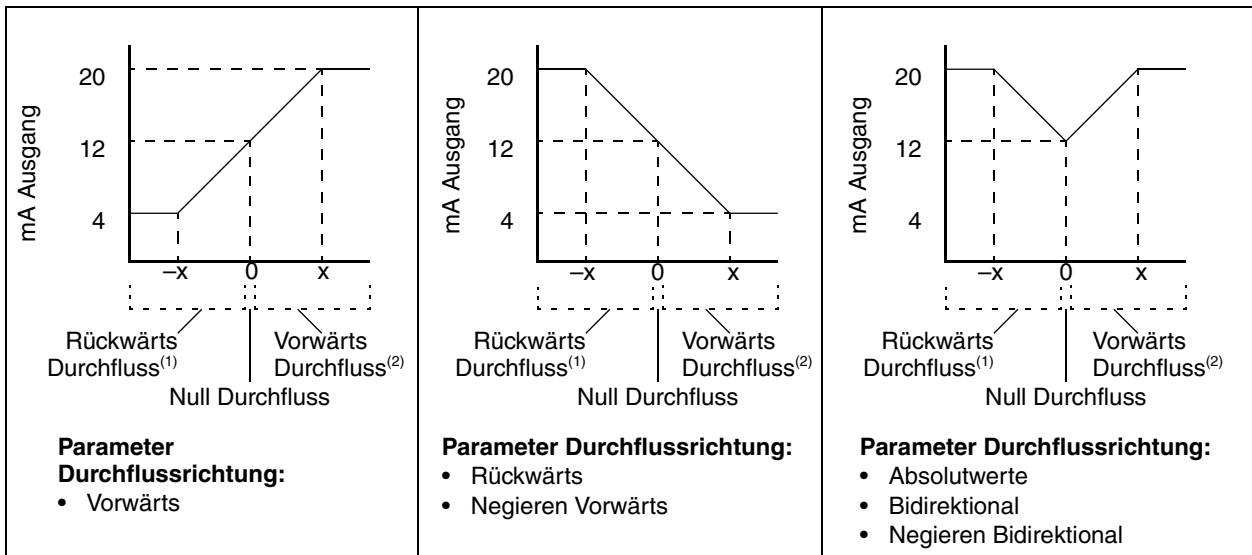 mA Ausgang
20
12
4
–x 0 x
Rückwärts
Durchfluss(1)
Vorwärts
Durchfluss(2)
Null Durchfluss
Parameter
Durchflussrichtung:
• Vorwärts
mA Ausgang
20
12
4
–x 0 x
Rückwärts
Durchfluss(1)
Vorwärts
Durchfluss(2)
Null Durchfluss
Parameter Durchflussrichtung:
• Rückwärts
• Negieren Vorwärts
mA Ausgang
20
12
4
–x 0 x
Rückwärts
Durchfluss(1)
Vorwärts
Durchfluss(2)
Null Durchfluss
Parameter Durchflussrichtung:
• Absolutwerte
• Bidirektional
• Negieren Bidirektional